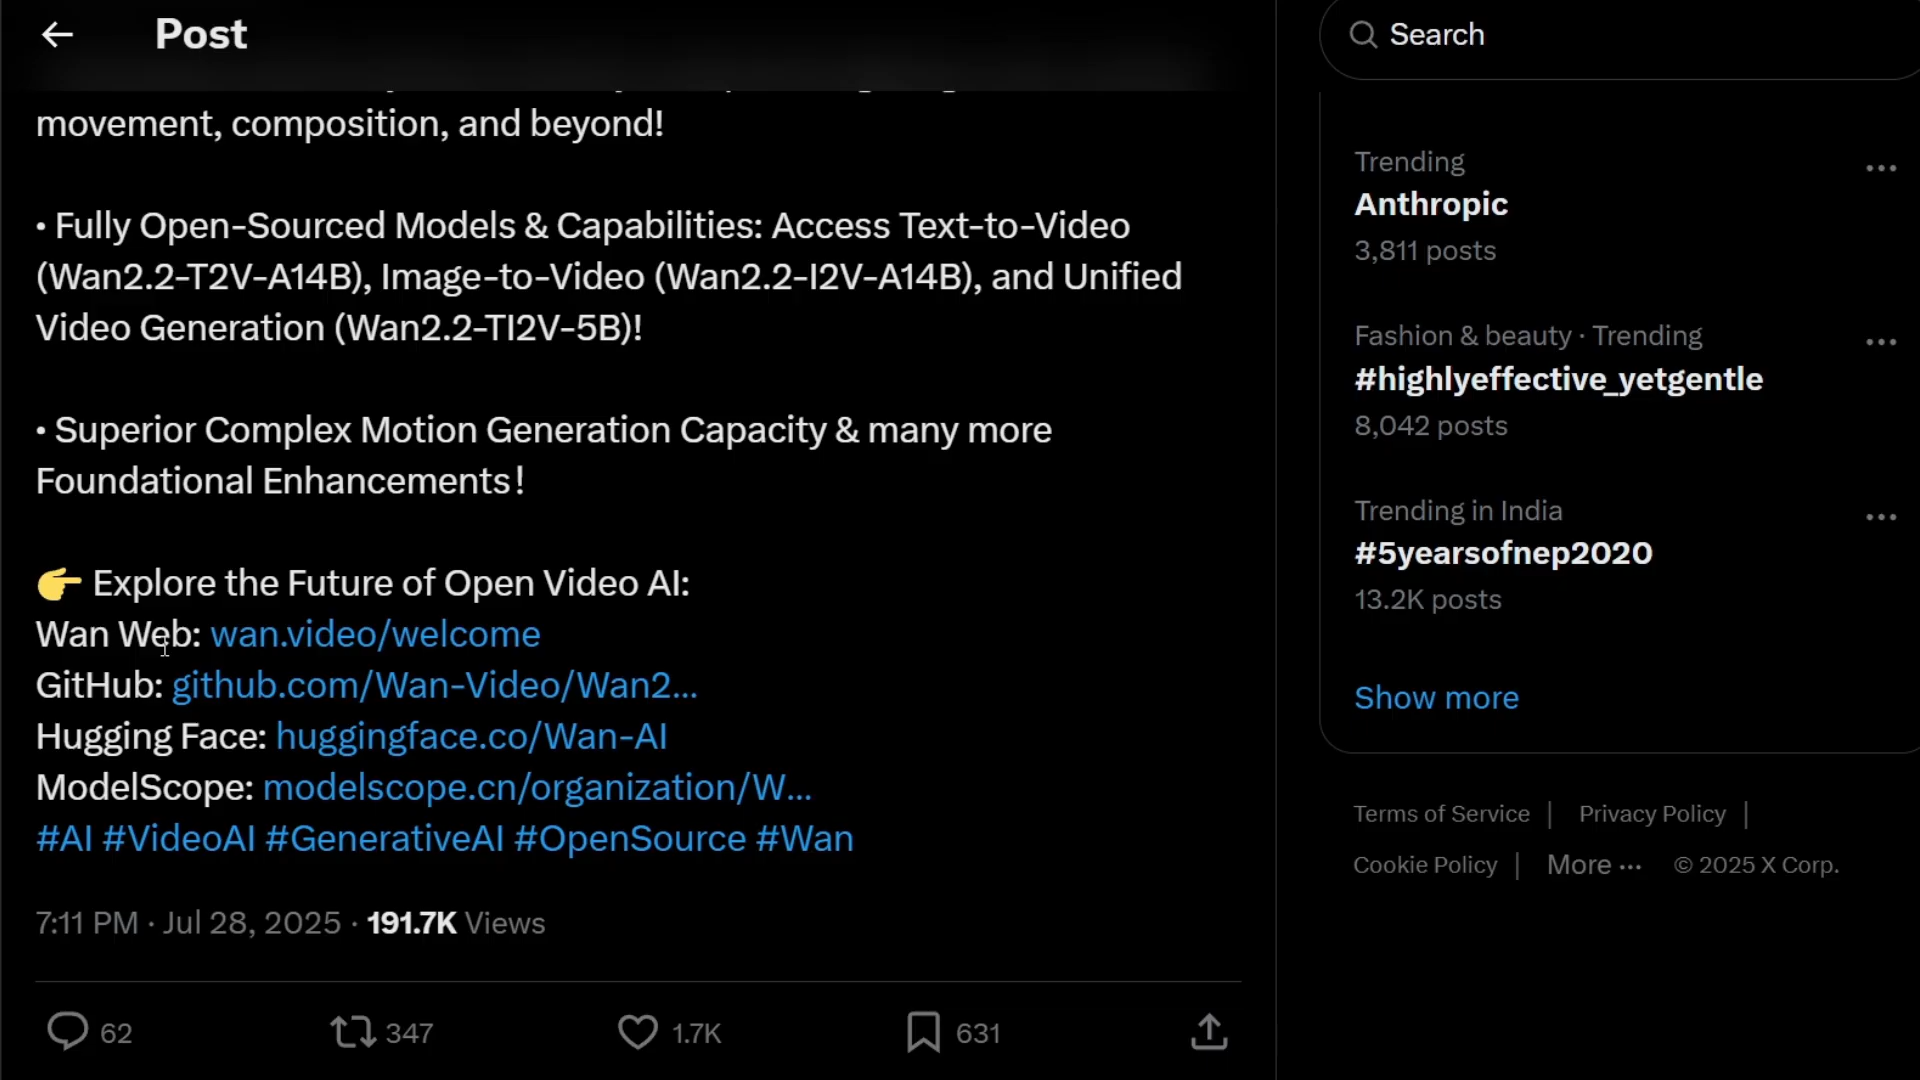 Post
movement, composition, and beyond!
• Fully Open-Sourced Models & Capabilities: Access Text-to-Video
(Wan2.2-T2V-A14B), Image-to-Video (Wan2.2-I2V-A14B), and Unified
Video Generation (Wan2.2-TI2V-5B)!
• Superior Complex Motion Generation Capacity & many more
Foundational Enhancements!
👉 Explore the Future of Open Video AI:
Wan Web: wan.video/welcome
GitHub: github.com/Wan-Video/Wan2...
Hugging Face: huggingface.co/Wan-AI
ModelScope: modelscope.cn/organization/W...
#AI #VideoAI #GenerativeAI #OpenSource #Wan
7:11 PM · Jul 28, 2025 · 191.7K Views
62 347 1.7K 631
Search
Trending
Anthropic
3,811 posts
Fashion & beauty · Trending
#highlyeffective_yetgentle
8,042 posts
Trending in India
#5yearsofnep2020
13.2K posts
Show more
Terms of Service | Privacy Policy |
Cookie Policy | More ··· © 2025 X Corp.